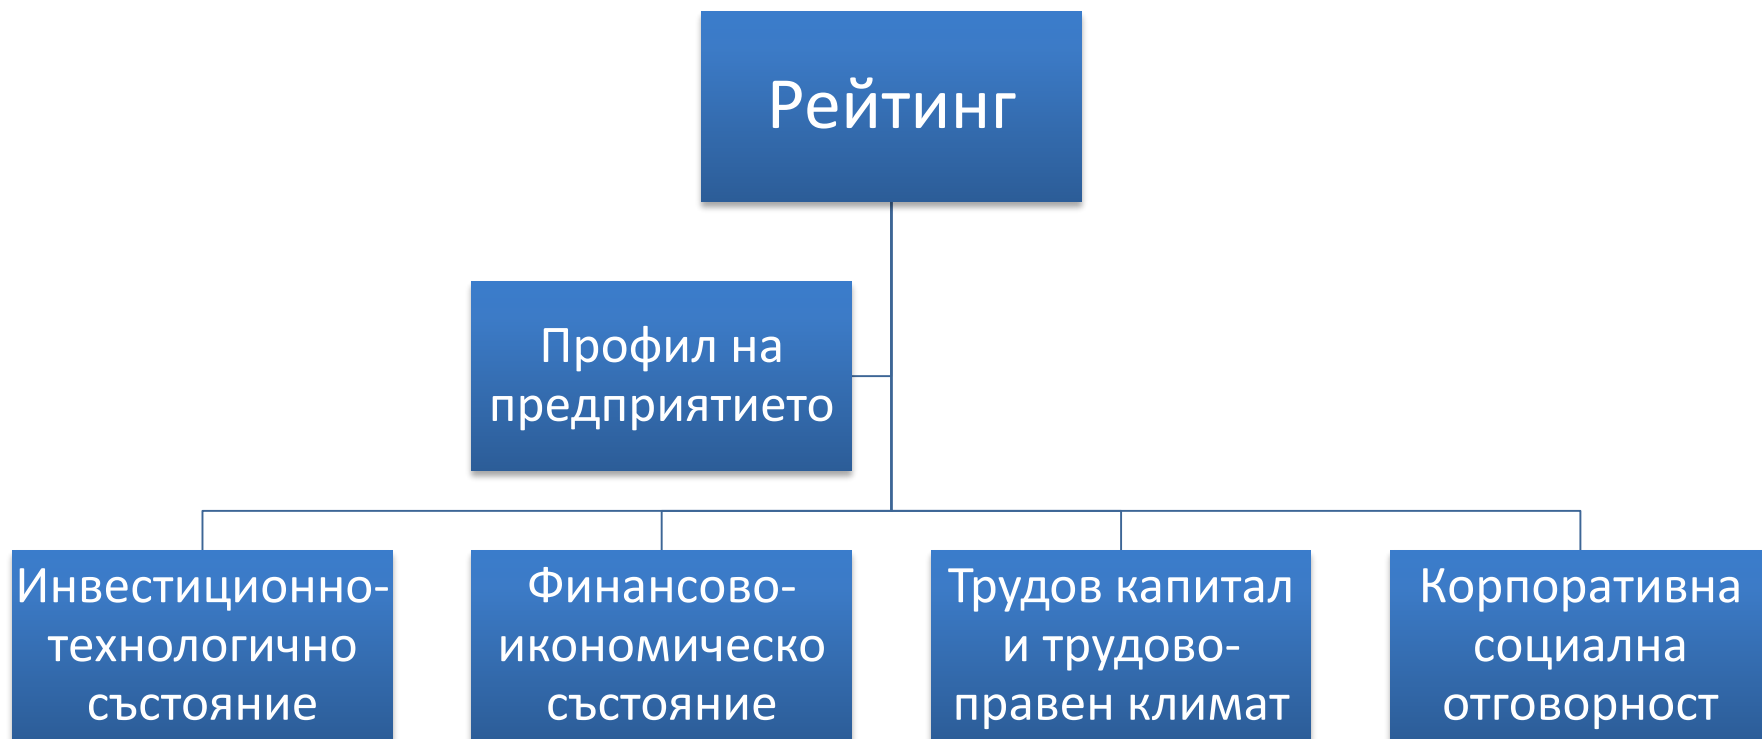 Рейтинг
Профил на
предприятието
Инвестиционно-
технологично
състояние
Финансово-
икономическо
състояние
Трудов капитал
и трудово-
правен климат
Корпоративна
социална
отговорност